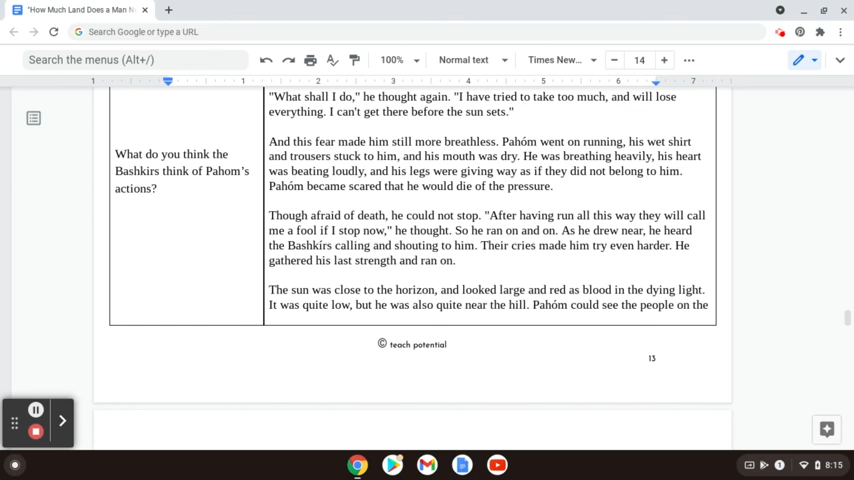 "How Much Land Does a Man N
Search Google or type a URL
Search the menus (Alt+/)
100%
Normal text
Times New...
14
1 1 2 3 4 5 6 7
"What shall I do," he thought again. "I have tried to take too much, and will lose
everything. I can't get there before the sun sets."
What do you think the
Bashkirs think of Pahom's
actions?
And this fear made him still more breathless. Pahóm went on running, his wet shirt
and trousers stuck to him, and his mouth was dry. He was breathing heavily, his heart
was beating loudly, and his legs were giving way as if they did not belong to him.
Pahóm became scared that he would die of the pressure.
Though afraid of death, he could not stop. "After having run all this way they will call
me a fool if I stop now," he thought. So he ran on and on. As he drew near, he heard
the Bashkírs calling and shouting to him. Their cries made him try even harder. He
gathered his last strength and ran on.
The sun was close to the horizon, and looked large and red as blood in the dying light.
It was quite low, but he was also quite near the hill. Pahóm could see the people on the
© teach potential
13
1
8:15